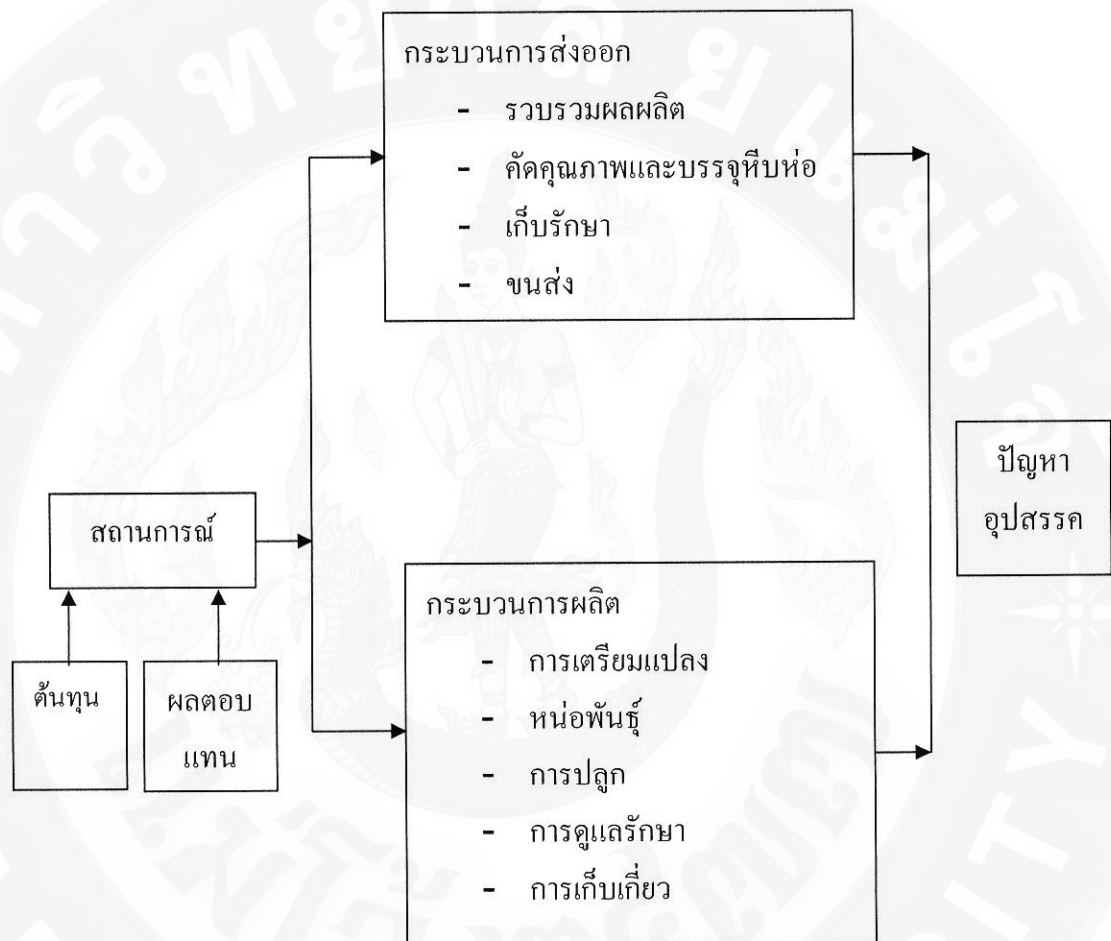 กระบวนการส่งออก
- รวบรวมผลผลิต
- คัดคุณภาพและบรรจุหีบห่อ
- เก็บรักษา
- ขนส่ง
ปัญหา
อุปสรรค
สถานการณ์
ต้นทุน
ผลตอบ
แทน
กระบวนการผลิต
- การเตรียมแปลง
- หน่อพันธุ์
- การปลูก
- การดูแลรักษา
- การเก็บเกี่ยว